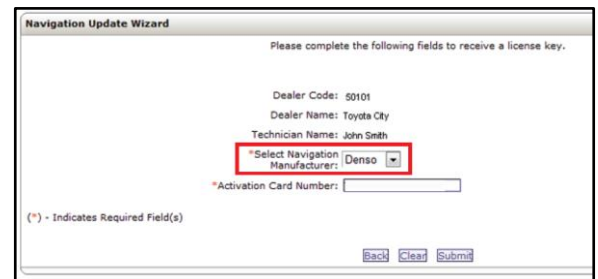 Navigation Update Wizard
Please complete the following fields to receive a license key.
Dealer Code: 50101
Dealer Name: Toyota City
Technician Name: John Smith
*Select Navigation Manufacturer: Denso
*Activation Card Number:
(*) - Indicates Required Field(s)
Back Clear Submit